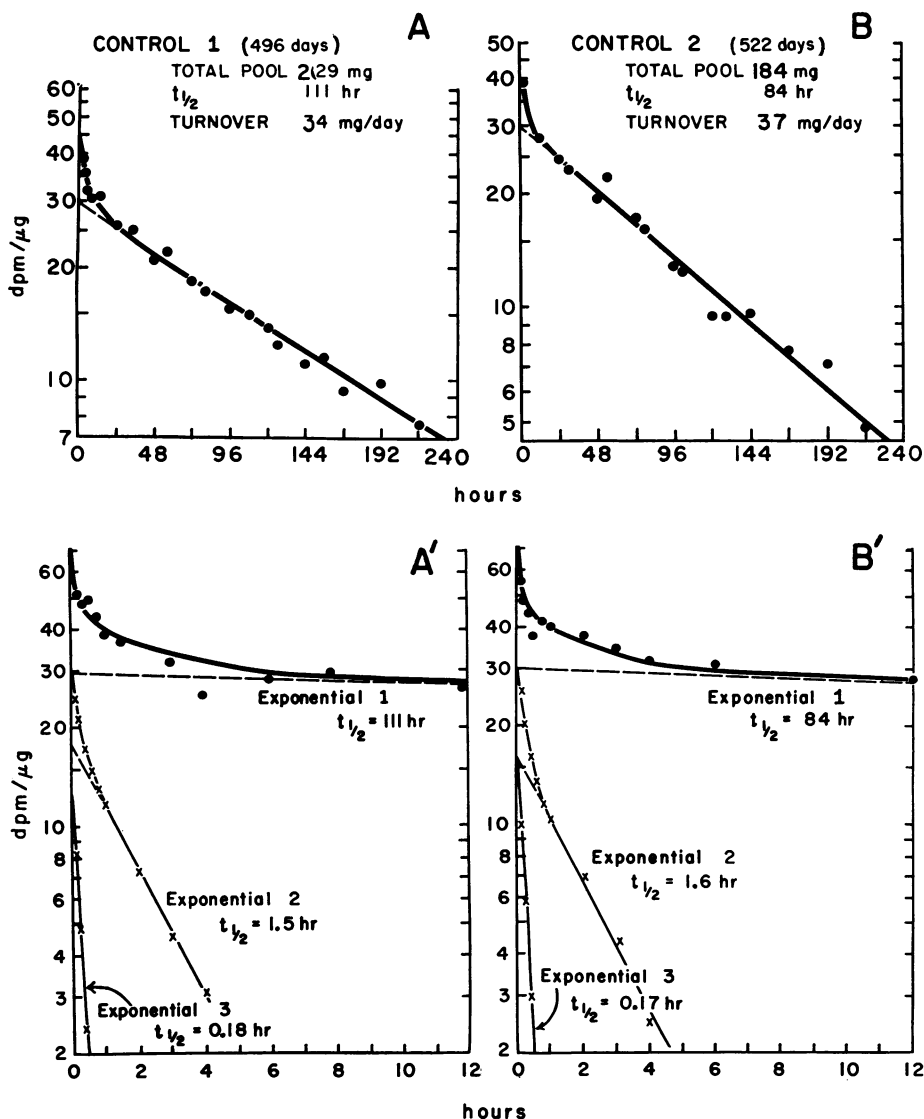 A
CONTROL 1 (496 days)
TOTAL POOL mg
t1/2 111 hr
TURNOVER 34 mg/day
60
50
40
30
20
10
7
dpm/μg
0 48 96 144 192 240
B
CONTROL 2 (522 days)
TOTAL POOL 184 mg
t1/2 84 hr
TURNOVER 37 mg/day
50
40
30
20
10
8
6
5
0 48 96 144 192 240
hours
A′
60
40
30
20
10
8
6
4
3
2
dpm/μg
Exponential 1
t1/2 = 111 hr
Exponential 2
t1/2 = 1.5 hr
Exponential 3
t1/2 = 0.18 hr
0 2 4 6 8 10 12
B′
60
40
30
20
10
8
6
4
3
2
Exponential 1
t1/2 = 84 hr
Exponential 2
t1/2 = 1.6 hr
Exponential 3
t1/2 = 0.17 hr
0 2 4 6 8 10 12
hours